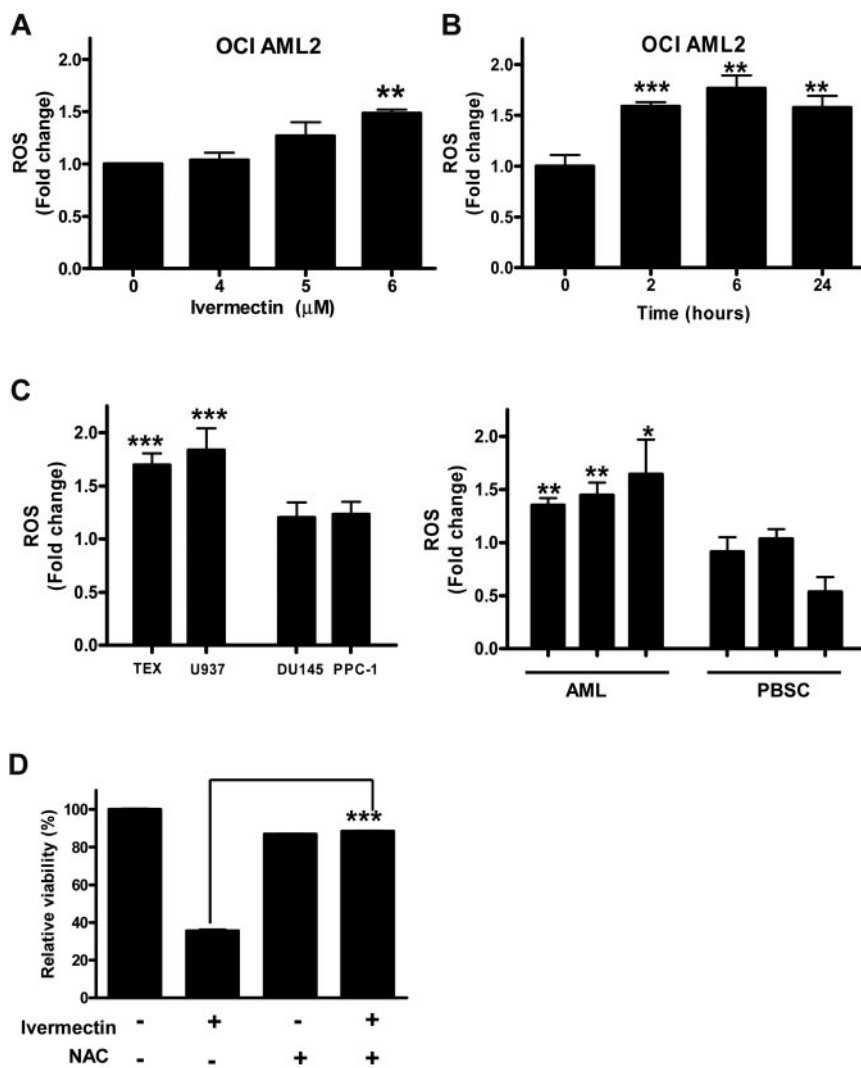 A
OCI AML2
ROS
(Fold change)
2.0
1.5
1.0
0.5
0.0
**
0 4 5 6
Ivermectin (μM)
B
OCI AML2
ROS
(Fold change)
2.0
1.5
1.0
0.5
0.0
*** ** **
0 2 6 24
Time (hours)
C
ROS
(Fold change)
2.0
1.5
1.0
0.5
0.0
*** ***
TEX U937 DU145 PPC-1
ROS
(Fold change)
2.0
1.5
1.0
0.5
0.0
** ** *
AML PBSC
D
Relative viability (%)
100
80
60
40
20
0
***
Ivermectin - + - +
NAC - - + +